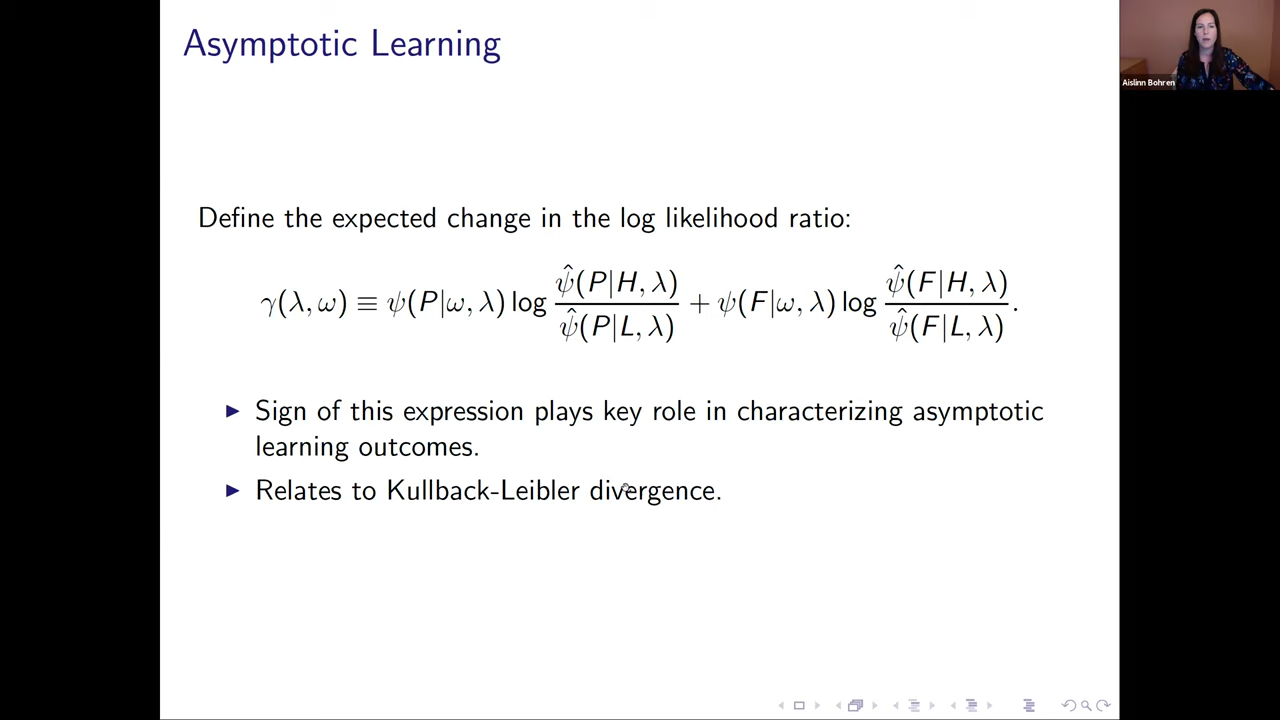 Asymptotic Learning
Aislinn Bohren
Define the expected change in the log likelihood ratio:
γ(λ, ω) ≡ ψ(P|ω, λ) log ψ̂(P|H, λ) / ψ̂(P|L, λ) + ψ(F|ω, λ) log ψ̂(F|H, λ) / ψ̂(F|L, λ) .
▶ Sign of this expression plays key role in characterizing asymptotic
learning outcomes.
▶ Relates to Kullback-Leibler divergence.